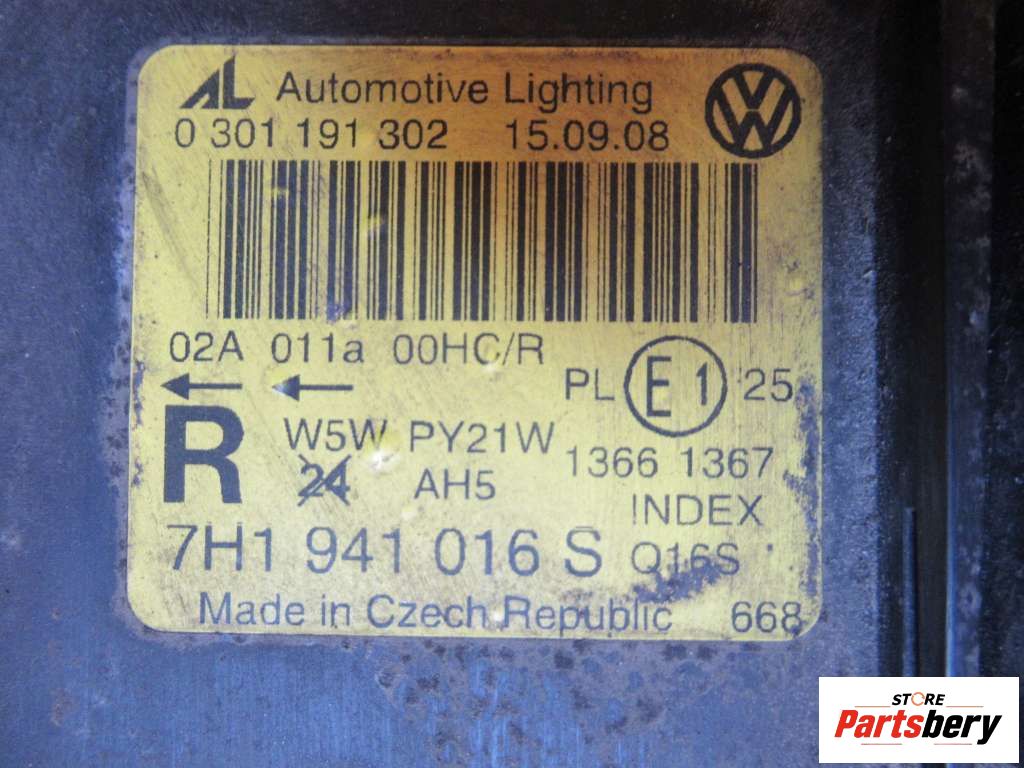 AL Automotive Lighting
0 301 191 302 15.09.08
02A 011a 00HC/R
PL E1 25
R
W5W PY21W
1366 1367
24 AH5
INDEX
7H1 941 016 S Q16S
Made in Czech Republic 668
STORE
Partsbery